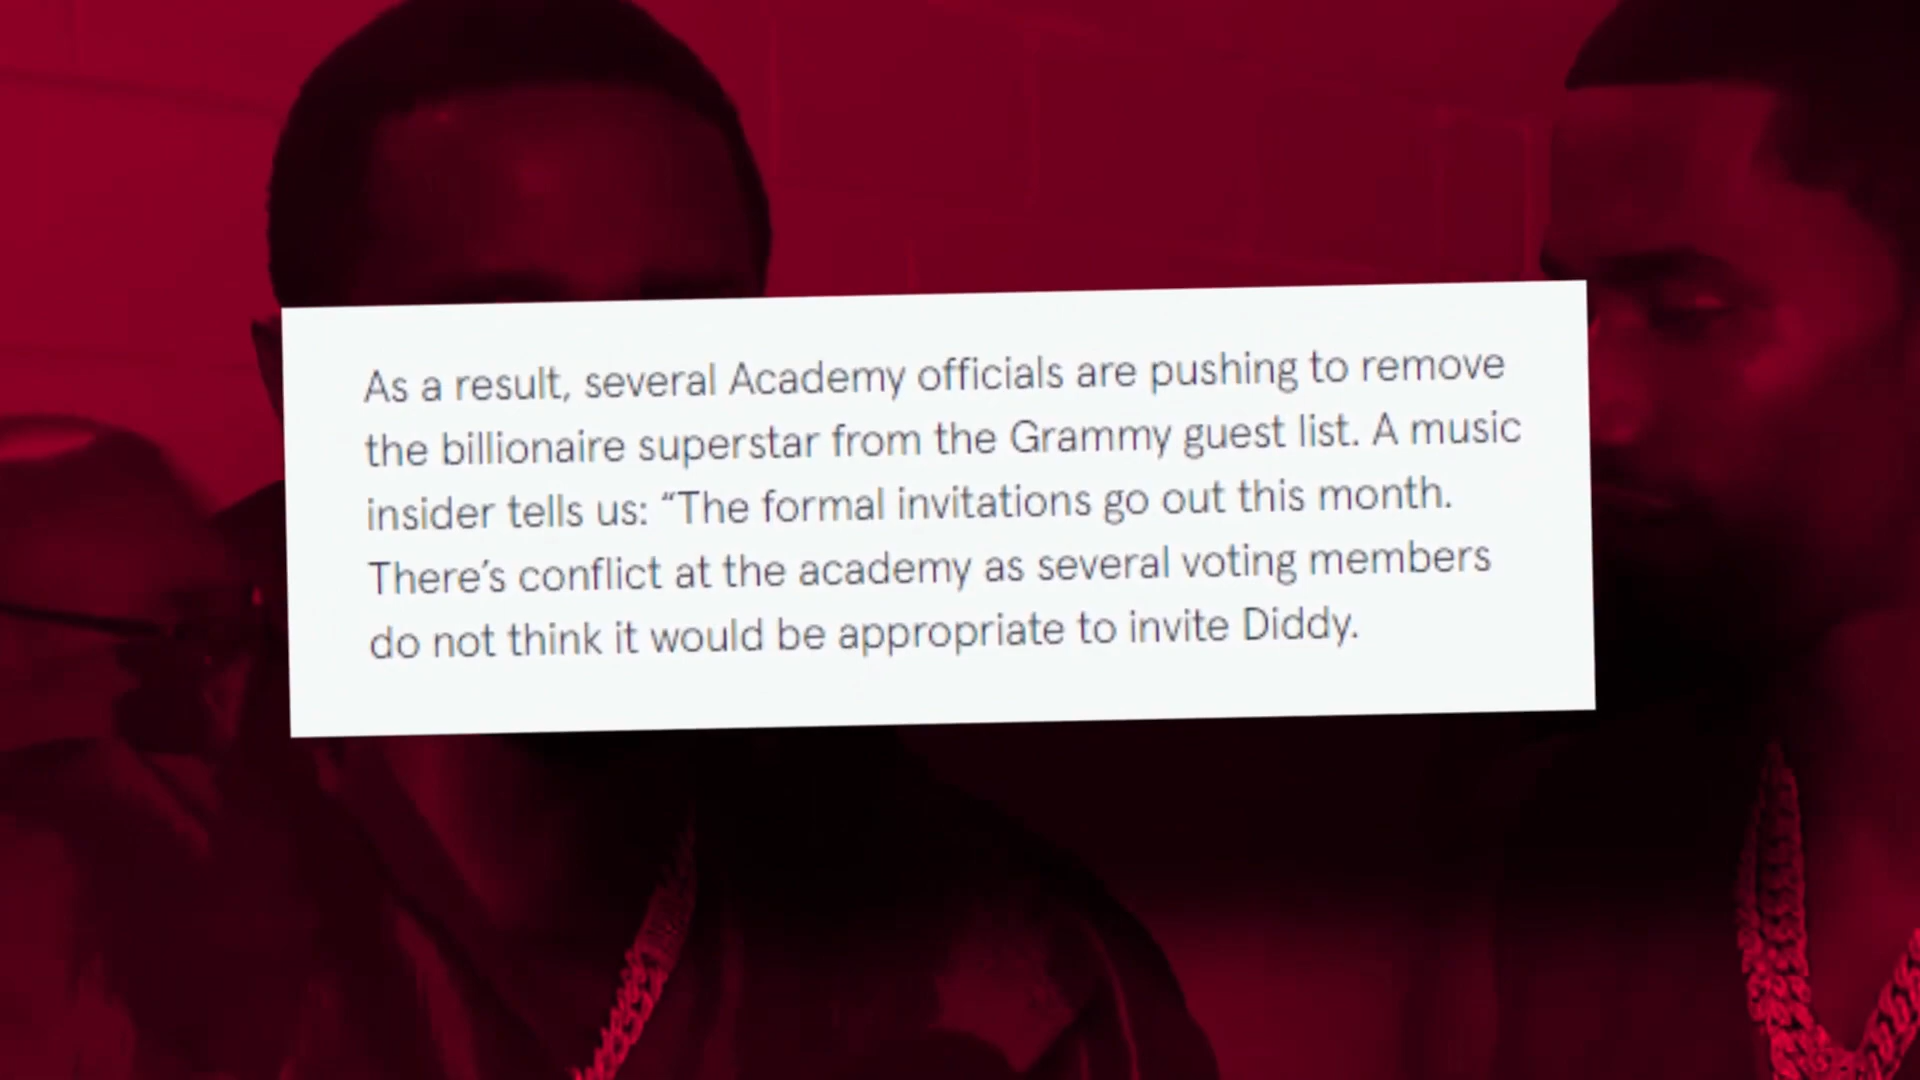 As a result, several Academy officials are pushing to remove
the billionaire superstar from the Grammy guest list. A music
insider tells us: “The formal invitations go out this month.
There’s conflict at the academy as several voting members
do not think it would be appropriate to invite Diddy.